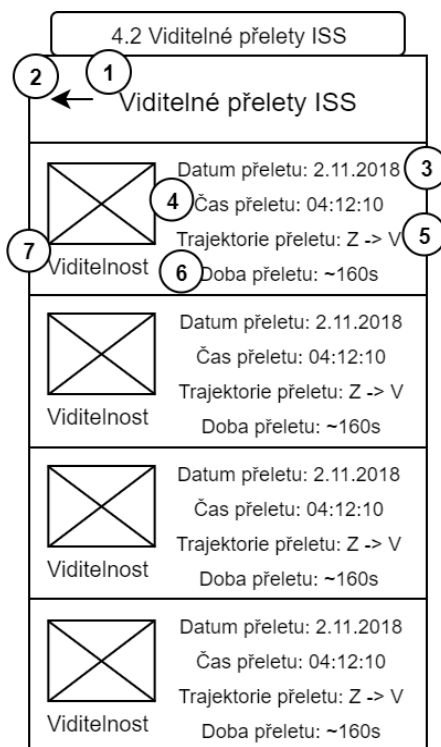 4.2 Viditelné přelety ISS
2
1
Viditelné přelety ISS
Datum přeletu: 2.11.2018
3
4
Čas přeletu: 04:12:10
Trajektorie přeletu: Z -> V
5
7
Viditelnost
6
Doba přeletu: ~160s
Datum přeletu: 2.11.2018
Čas přeletu: 04:12:10
Trajektorie přeletu: Z -> V
Viditelnost
Doba přeletu: ~160s
Datum přeletu: 2.11.2018
Čas přeletu: 04:12:10
Trajektorie přeletu: Z -> V
Viditelnost
Doba přeletu: ~160s
Datum přeletu: 2.11.2018
Čas přeletu: 04:12:10
Trajektorie přeletu: Z -> V
Viditelnost
Doba přeletu: ~160s